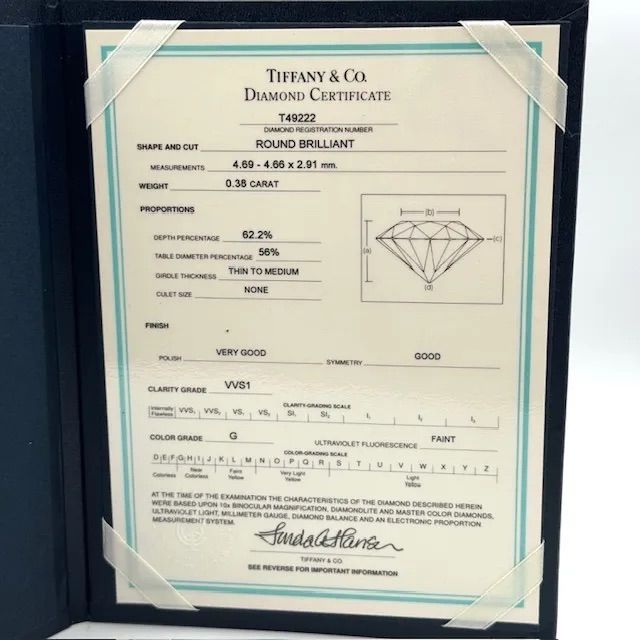 TIFFANY & CO.
DIAMOND CERTIFICATE
T49222
DIAMOND REGISTRATION NUMBER
SHAPE AND CUT ROUND BRILLIANT
MEASUREMENTS 4.69 - 4.66 x 2.91 mm.
WEIGHT 0.38 CARAT
PROPORTIONS
DEPTH PERCENTAGE 62.2%
TABLE DIAMETER PERCENTAGE 56%
GIRDLE THICKNESS THIN TO MEDIUM
CULET SIZE NONE
(b)
(a) (c)
(d)
FINISH
POLISH VERY GOOD SYMMETRY GOOD
CLARITY GRADE VVS1
CLARITY-GRADING SCALE
Internally Flawless VVS1 VVS2 VS1 VS2 SI1 SI2 I1 I2 I3
COLOR GRADE G ULTRAVIOLET FLUORESCENCE FAINT
COLOR-GRADING SCALE
D E F G H I J K L M N O P Q R S T U V W X Y Z
Colorless Near Colorless Faint Yellow Very Light Yellow Light Yellow
AT THE TIME OF THE EXAMINATION THE CHARACTERISTICS OF THE DIAMOND DESCRIBED HEREIN
WERE BASED UPON 10x BINOCULAR MAGNIFICATION, DIAMONDLITE AND MASTER COLOR DIAMONDS,
ULTRAVIOLET LIGHT, MILLIMETER GAUGE, DIAMOND BALANCE AND AN ELECTRONIC PROPORTION
MEASUREMENT SYSTEM.
TIFFANY & CO.
SEE REVERSE FOR IMPORTANT INFORMATION